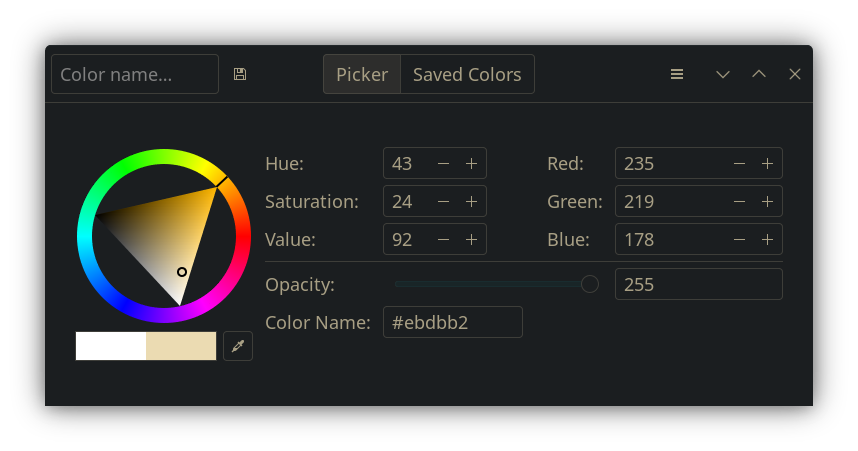 Color name... Picker Saved Colors
Hue: 43 Red: 235
Saturation: 24 Green: 219
Value: 92 Blue: 178
Opacity: 255
Color Name: #ebdbb2